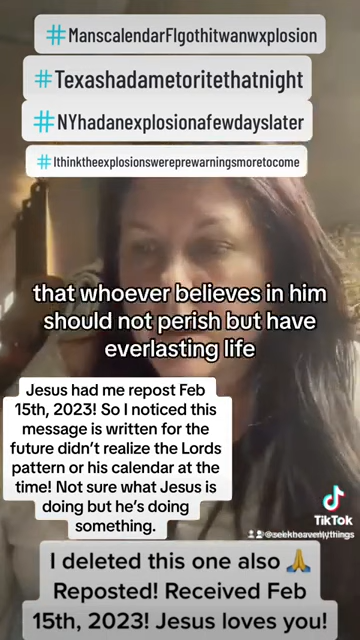 #ManscalendarFlgothitwanwxplosion
#Texashadametoritethatnight
#NYhadanexplosionafewdayslater
#Ithinktheexplosionswereprewarningsmoretocome
that whoever believes in him
should not perish but have
everlasting life
Jesus had me repost Feb
15th, 2023! So I noticed this
message is written for the
future didn't realize the Lords
pattern or his calendar at the
time! Not sure what Jesus is
doing but he's doing
something.
TikTok
@seekheavenlythings
I deleted this one also 🙏
Reposted! Received Feb
15th, 2023! Jesus loves you!